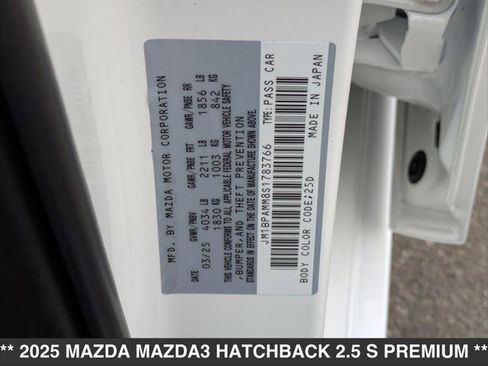 MFD. BY MAZDA MOTOR CORPORATION
DATE GVWR/PNBV GAWR/PNBE FR GAWR/PNBE RR
03/25 4034 LB 2211 LB 1856 LB
1830 KG 1003 KG 842 KG
THIS VEHICLE CONFORMS TO ALL APPLICABLE FEDERAL MOTOR VEHICLE SAFETY
, BUMPER, AND THEFT PREVENTION
STANDARDS IN EFFECT ON THE DATE OF MANUFACTURE SHOWN ABOVE.
JM1BPAMM8S1783766 TYPE: PASS CAR
BODY COLOR CODE: 25D MADE IN JAPAN
** 2025 MAZDA MAZDA3 HATCHBACK 2.5 S PREMIUM **